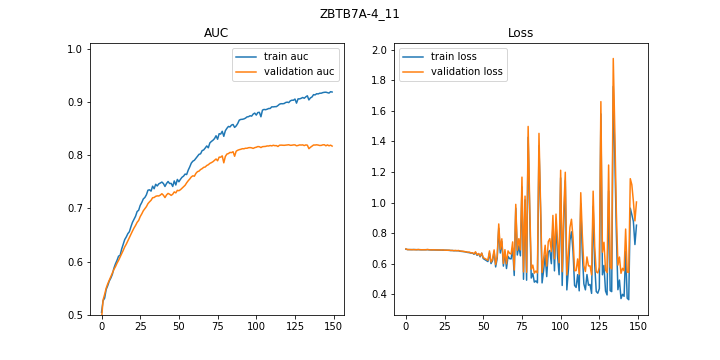 ZBTB7A-4_11
AUC
1.0
0.9
0.8
0.7
0.6
0.5
0 25 50 75 100 125 150
train auc
validation auc
Loss
2.0
1.8
1.6
1.4
1.2
1.0
0.8
0.6
0.4
0 25 50 75 100 125 150
train loss
validation loss